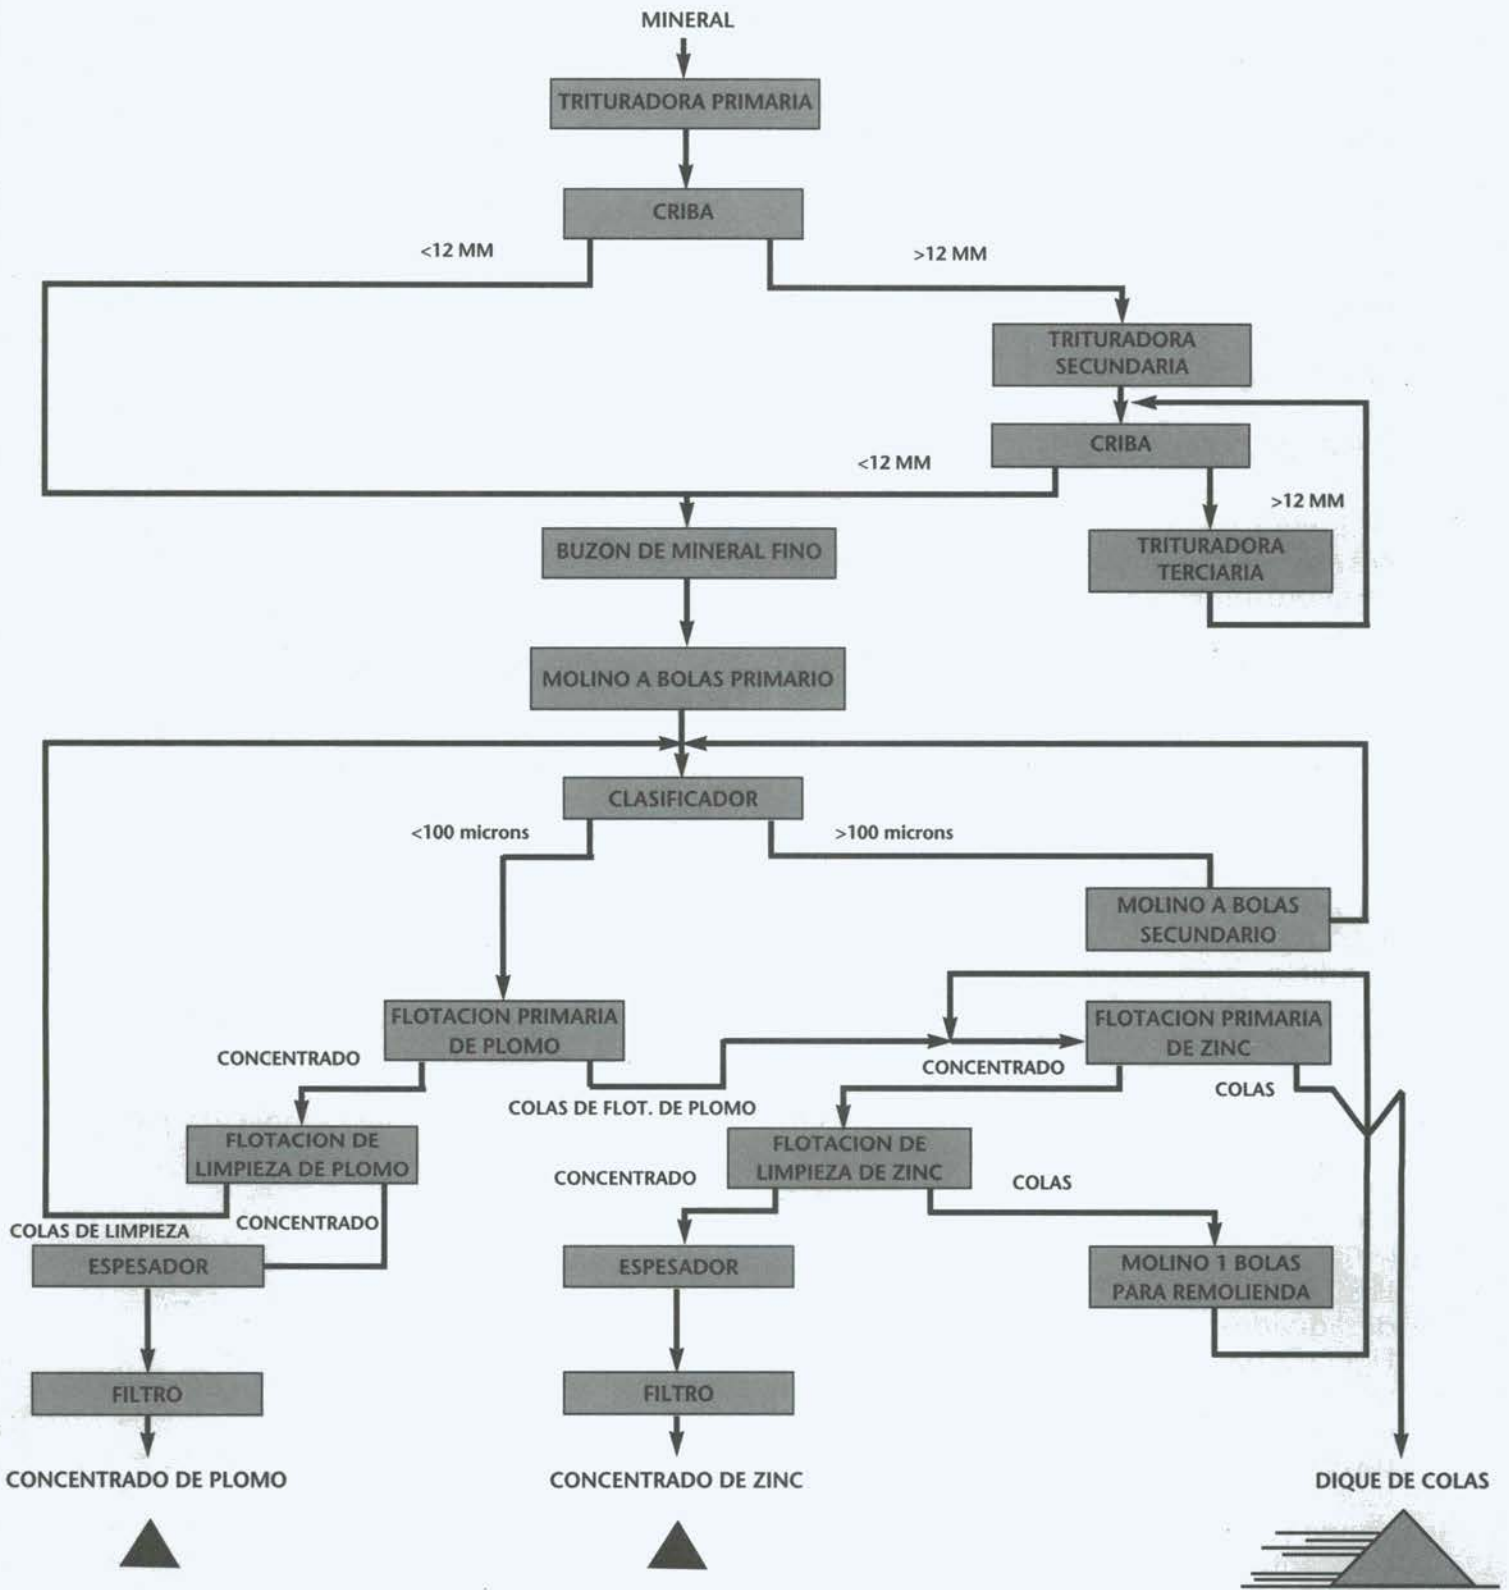 MINERAL
TRITURADORA PRIMARIA
CRIBA
<12 MM
>12 MM
TRITURADORA
SECUNDARIA
CRIBA
<12 MM
>12 MM
BUZON DE MINERAL FINO
TRITURADORA
TERCIARIA
MOLINO A BOLAS PRIMARIO
CLASIFICADOR
<100 microns
>100 microns
MOLINO A BOLAS
SECUNDARIO
FLOTACION PRIMARIA
DE PLOMO
FLOTACION PRIMARIA
DE ZINC
CONCENTRADO
CONCENTRADO
COLAS
COLAS DE FLOT. DE PLOMO
FLOTACION DE
LIMPIEZA DE PLOMO
FLOTACION DE
LIMPIEZA DE ZINC
CONCENTRADO
COLAS
COLAS DE LIMPIEZA
CONCENTRADO
ESPESADOR
ESPESADOR
MOLINO 1 BOLAS
PARA REMOLIENDA
FILTRO
FILTRO
CONCENTRADO DE PLOMO
CONCENTRADO DE ZINC
DIQUE DE COLAS